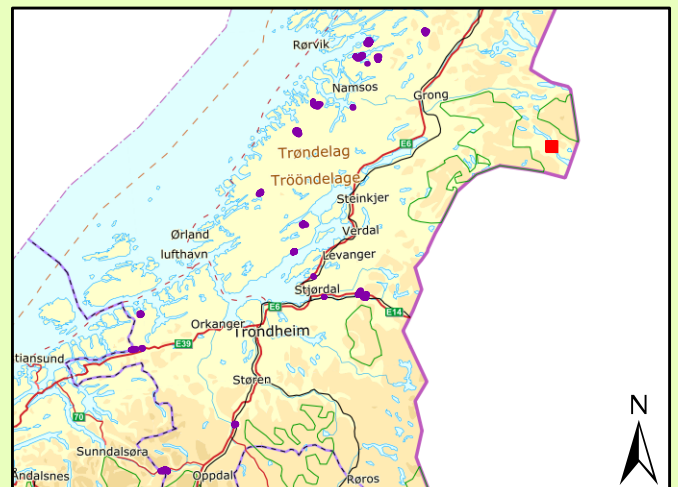 Rørvik
Namsos
Grong
E6
Trøndelag
Trööndelage
Steinkjer
Ørland
lufthavn
Verdal
Levanger
Stjørdal
E6
E14
Orkanger
Trondheim
tiansund
E39
Støren
70
Sunndalsøra
Åndalsnes
Oppdal
Røros
N